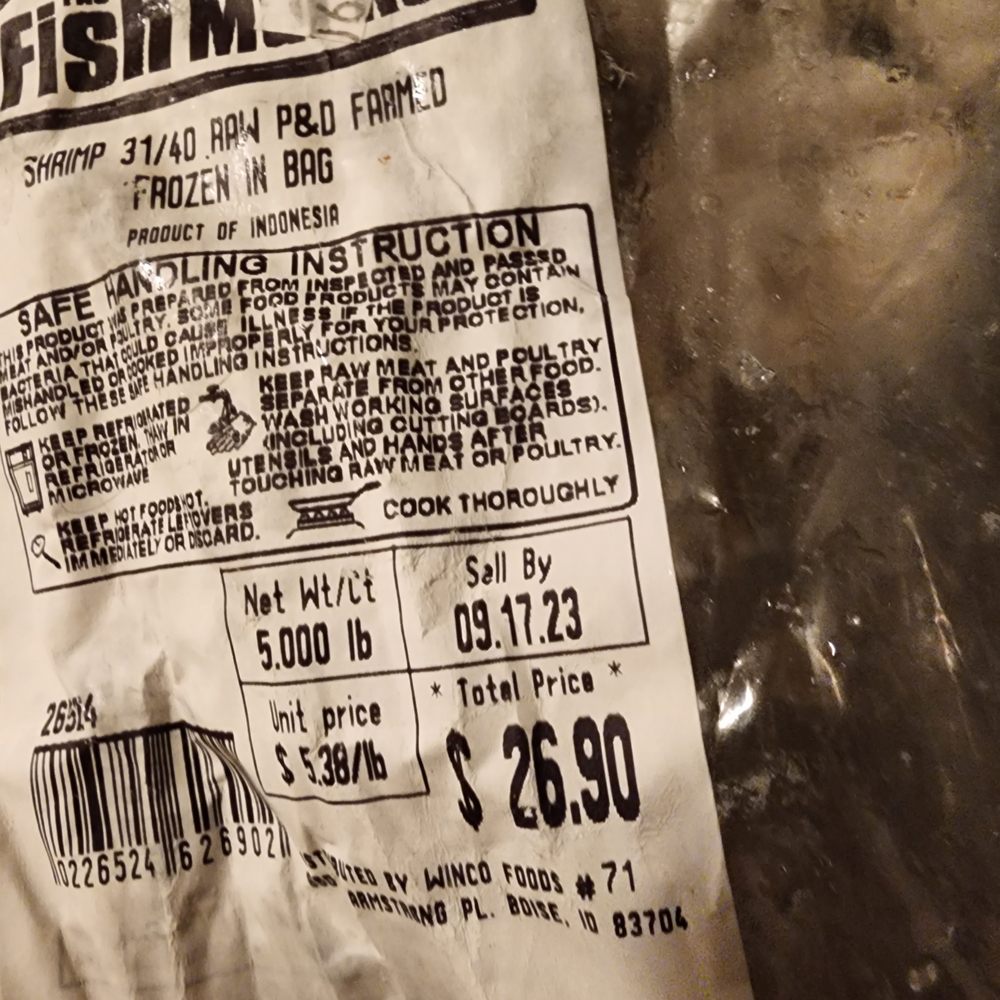 THE
FiSH M
SHRIMP 31/40 RAW P&D FARMED
FROZEN IN BAG
PRODUCT OF INDONESIA
SAFE HANDLING INSTRUCTION
THIS PRODUCT WAS PREPARED FROM INSPECTED AND PASSED
MEAT AND/OR POULTRY. SOME FOOD PRODUCTS MAY CONTAIN
BACTERIA THAT COULD CAUSE ILLNESS IF THE PRODUCT IS
MISHANDLED OR COOKED IMPROPERLY FOR YOUR PROTECTION,
FOLLOW THESE SAFE HANDLING INSTRUCTIONS.
KEEP REFRIGERATED
OR FROZEN, THAW IN
REFRIGERATOR OR
MICROWAVE
KEEP RAW MEAT AND POULTRY
SEPARATE FROM OTHER FOOD.
WASH WORKING SURFACES
(INCLUDING CUTTING BOARDS).
UTENSILS AND HANDS AFTER
TOUCHING RAW MEAT OR POULTRY.
KEEP HOT FOODS HOT.
REFRIGERATE LEFTOVERS
IMMEDIATELY OR DISCARD.
COOK THOROUGHLY
Net Wt/Ct
5.000 lb
Sell By
09.17.23
Unit price
$ 5.38/lb
* Total Price *
$ 26.90
26524
0226524 626902
BY WINCO FOODS #71
ARMSTRONG PL. BOISE, ID 83704